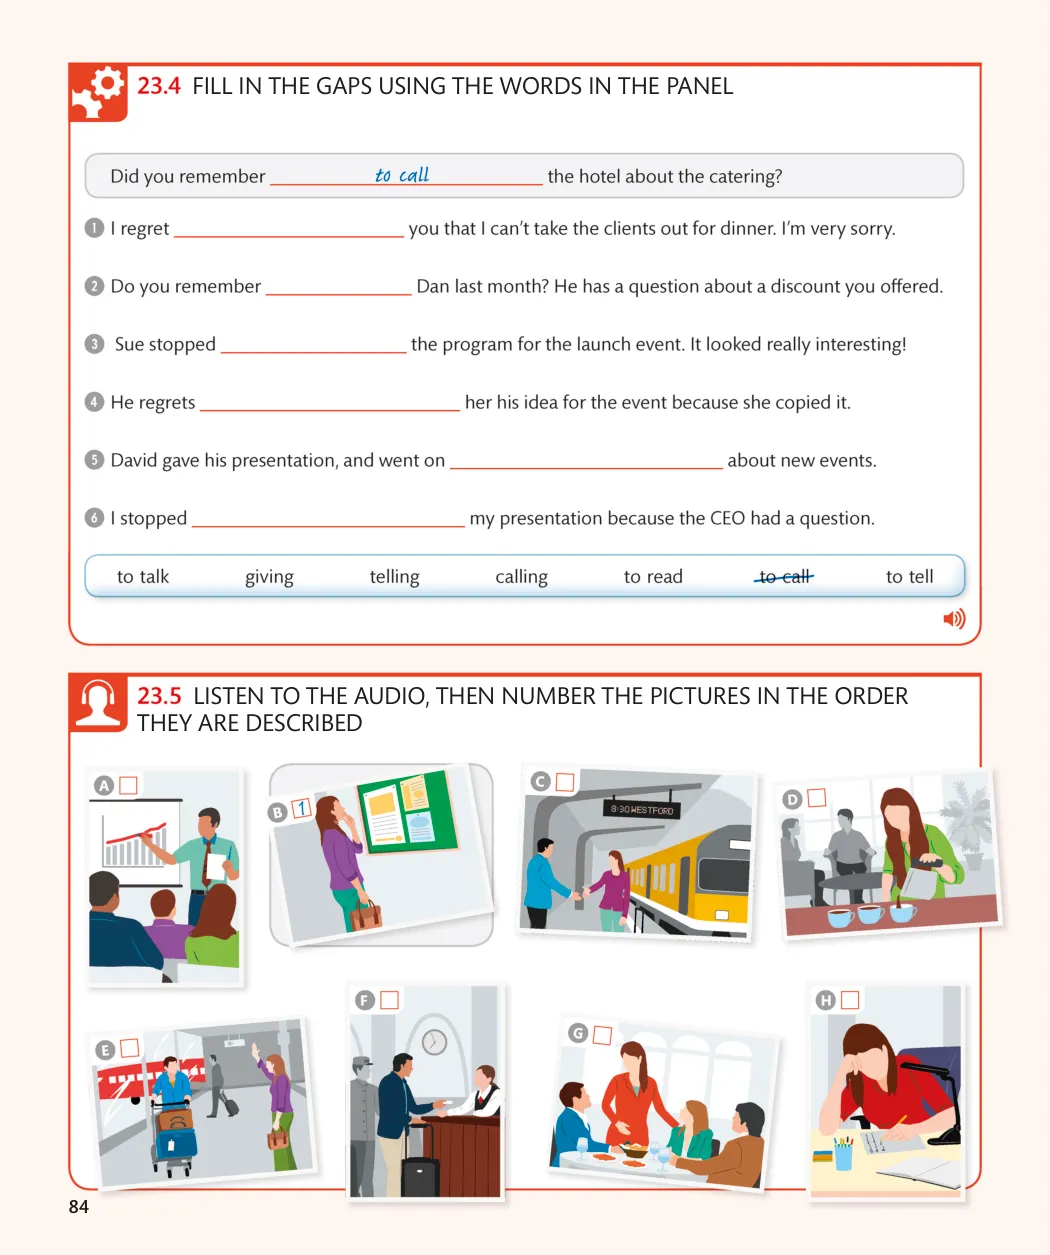 23.4 FILL IN THE GAPS USING THE WORDS IN THE PANEL
Did you remember to call the hotel about the catering?
1 I regret you that I can’t take the clients out for dinner. I’m very sorry.
2 Do you remember Dan last month? He has a question about a discount you offered.
3 Sue stopped the program for the launch event. It looked really interesting!
4 He regrets her his idea for the event because she copied it.
5 David gave his presentation, and went on about new events.
6 I stopped my presentation because the CEO had a question.
to talk giving telling calling to read to call to tell
23.5 LISTEN TO THE AUDIO, THEN NUMBER THE PICTURES IN THE ORDER
THEY ARE DESCRIBED
A
B 1
C
8:30 WESTFORD
D
E
F
G
H
84